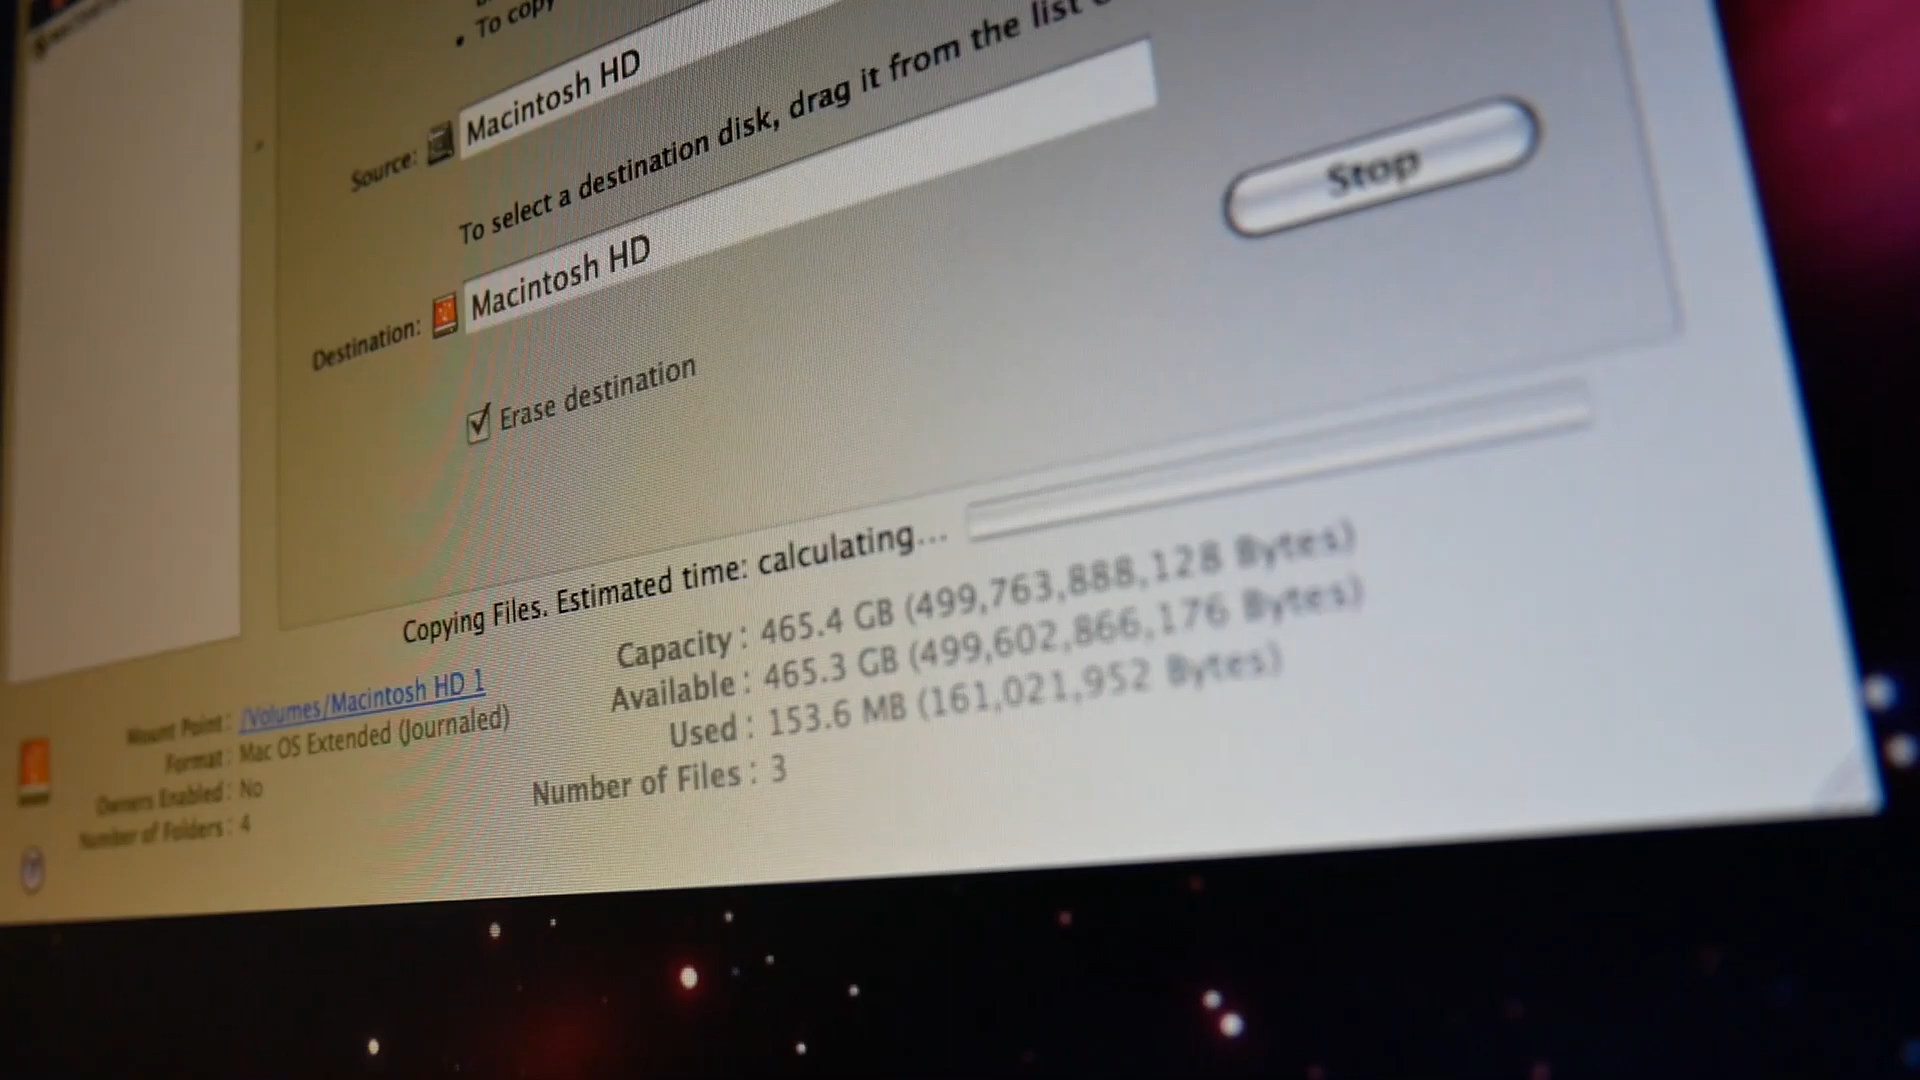 • To copy
Source: Macintosh HD
To select a destination disk, drag it from the list
Destination: Macintosh HD
Erase destination
Stop
Copying Files. Estimated time: calculating...
Mount Point : /Volumes/Macintosh HD 1
Format : Mac OS Extended (Journaled)
Owners Enabled : No
Number of Folders : 4
Capacity : 465.4 GB (499,763,888,128 Bytes)
Available : 465.3 GB (499,602,866,176 Bytes)
Used : 153.6 MB (161,021,952 Bytes)
Number of Files : 3